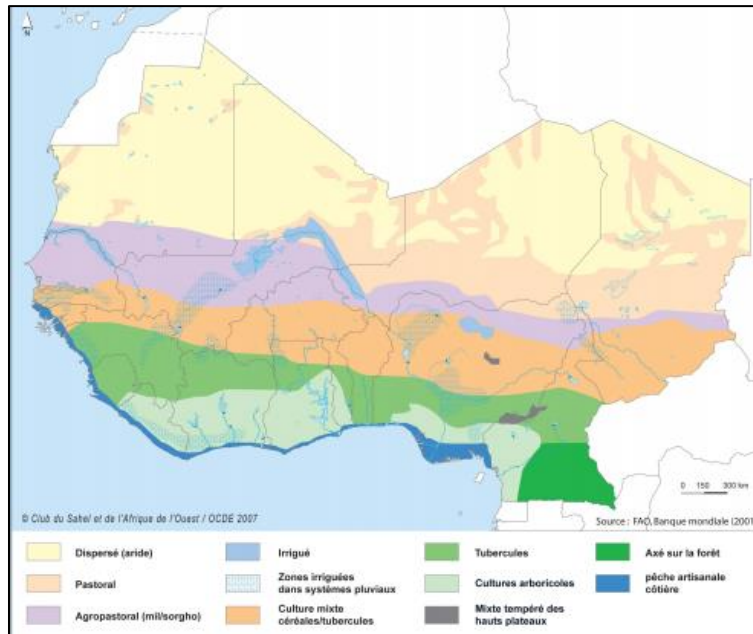 N
0 150 300 km
© Club du Sahel et de l'Afrique de l'Ouest / OCDE 2007
Source : FAO, Banque mondiale (2001
Dispersé (aride)
Irrigué
Tubercules
Axé sur la forêt
Pastoral
Zones irriguées
dans systèmes pluviaux
Cultures arboricoles
pêche artisanale
côtière
Agropastoral (mil/sorgho)
Culture mixte
céréales/tubercules
Mixte tempéré des
hauts plateaux